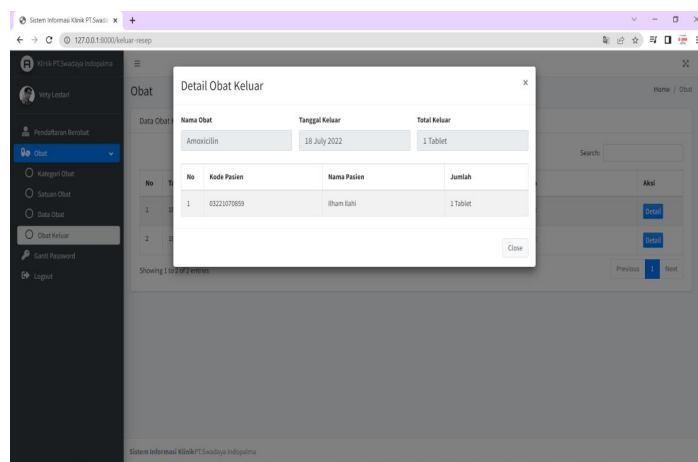 Sistem Informasi Klinik PT.Swada
127.0.0.1:8000/keluar-resep
Klinik PT.Swadaya Indopalma
Vety Lestari
Pendaftaran Berobat
Obat
Kategori Obat
Satuan Obat
Data Obat
Obat Keluar
Ganti Password
Logout
Obat
Home / Obat
Data Obat
Search:
No
Aksi
1
Detail
2
Detail
Showing 1 to 2 of 2 entries
Previous 1 Next
Detail Obat Keluar
x
Nama Obat Tanggal Keluar Total Keluar
Amoxicilin 18 July 2022 1 Tablet
No Kode Pasien Nama Pasien Jumlah
1 03221070859 Ilham Ilahi 1 Tablet
Close
Sistem Informasi Klinik PT.Swadaya Indopalma